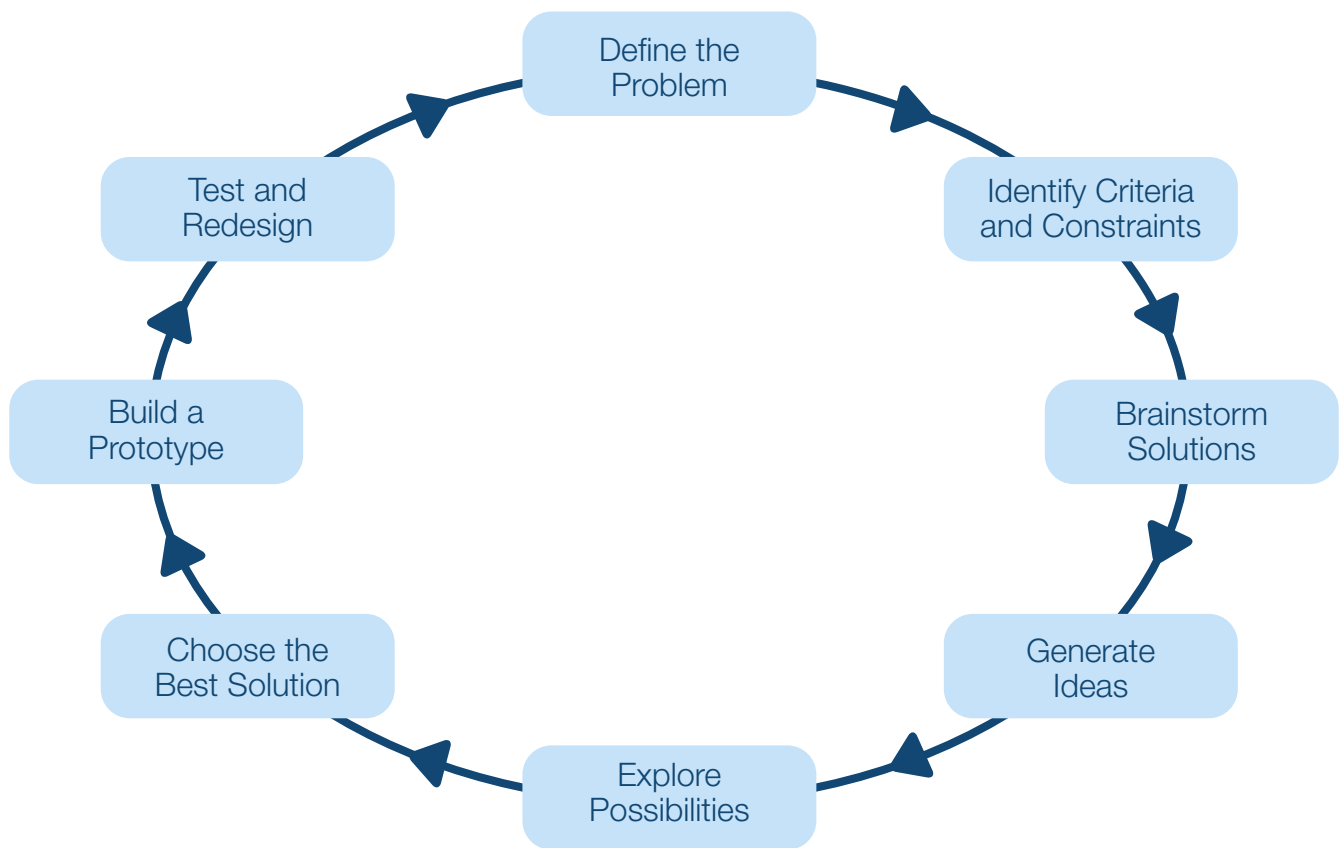 Define the
Problem
Identify Criteria
and Constraints
Brainstorm
Solutions
Generate
Ideas
Explore
Possibilities
Choose the
Best Solution
Build a
Prototype
Test and
Redesign